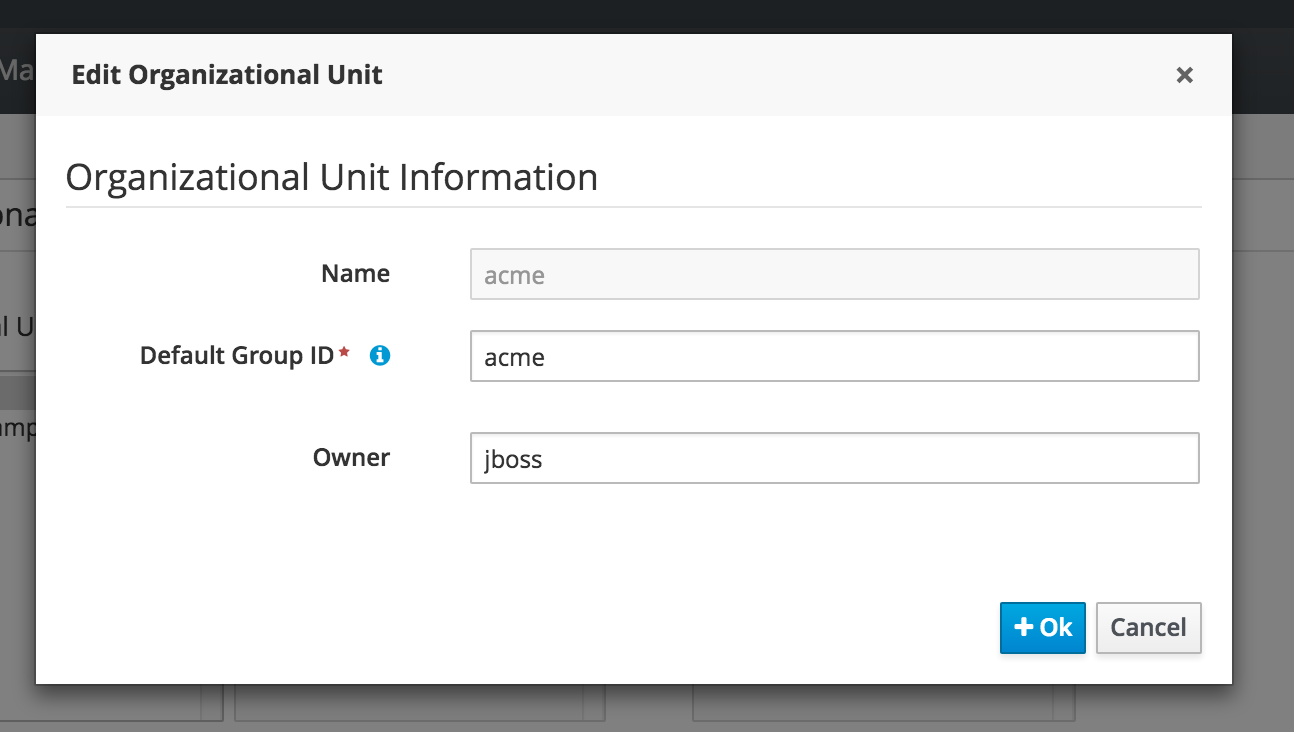 Edit Organizational Unit
Organizational Unit Information
Name
acme
Default Group ID*
acme
Owner
jboss
Ok
Cancel